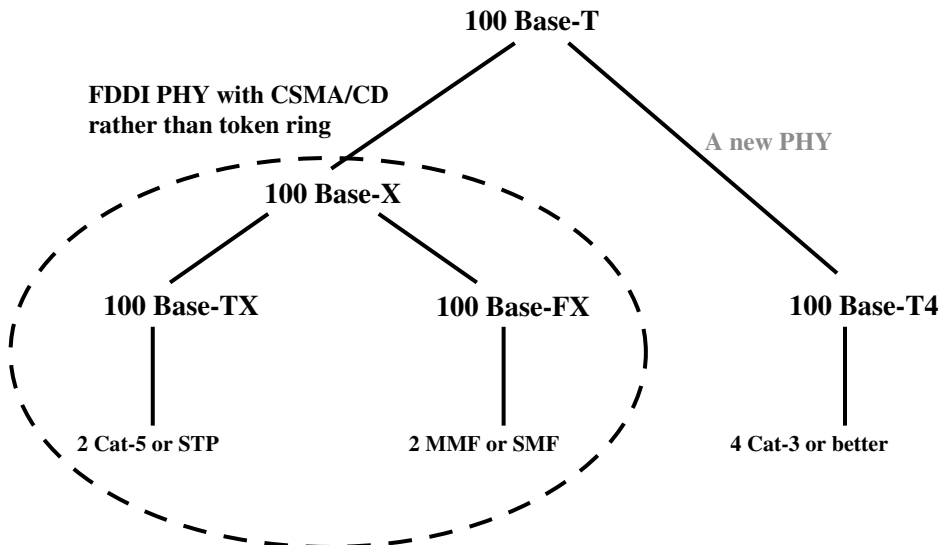 100 Base-T
FDDI PHY with CSMA/CD
rather than token ring
A new PHY
100 Base-X
100 Base-TX
100 Base-FX
100 Base-T4
2 Cat-5 or STP
2 MMF or SMF
4 Cat-3 or better